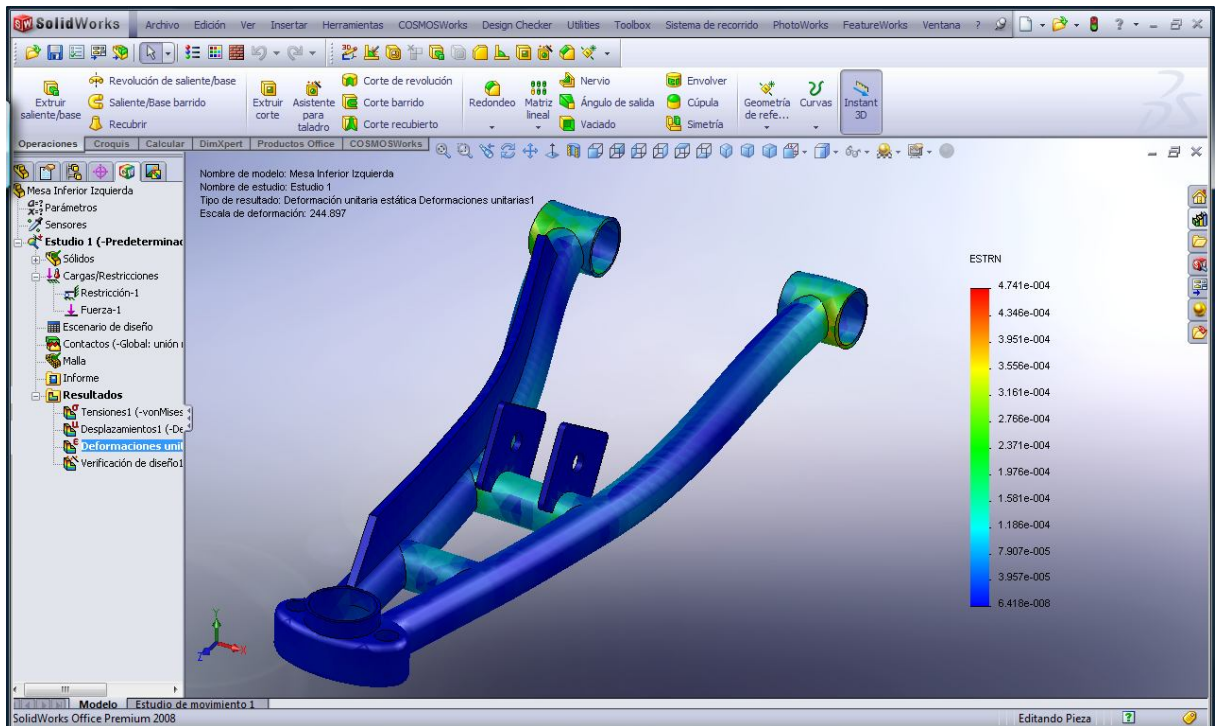 SolidWorks Archivo Edición Ver Insertar Herramientas COSMOSWorks Design Checker Utilities Toolbox Sistema de recorrido PhotoWorks FeatureWorks Ventana ?
Extruir saliente/base
Revolución de saliente/base
Saliente/Base barrido
Recubrir
Extruir corte
Asistente para taladro
Corte de revolución
Corte barrido
Corte recubierto
Redondeo
Matriz lineal
Nervio
Ángulo de salida
Vaciado
Envolver
Cúpula
Simetría
Geometría de refe...
Curvas
Instant 3D
Operaciones Croquis Calcular DimXpert Productos Office COSMOSWorks
Mesa Inferior Izquierda
Parámetros
Sensores
Estudio 1 (-Predeterminad
Sólidos
Cargas/Restricciones
Restricción-1
Fuerza-1
Escenario de diseño
Contactos (-Global: unión
Malla
Informe
Resultados
Tensiones1 (-vonMises
Desplazamientos1 (-De
Deformaciones unit
Verificación de diseño1
Nombre de modelo: Mesa Inferior Izquierda
Nombre de estudio: Estudio 1
Tipo de resultado: Deformación unitaria estática Deformaciones unitarias1
Escala de deformación: 244.897
ESTRN
4.741e-004
4.346e-004
3.951e-004
3.556e-004
3.161e-004
2.766e-004
2.371e-004
1.976e-004
1.581e-004
1.186e-004
7.907e-005
3.957e-005
6.418e-008
Y
X
Z
Modelo Estudio de movimiento 1
SolidWorks Office Premium 2008
Editando Pieza